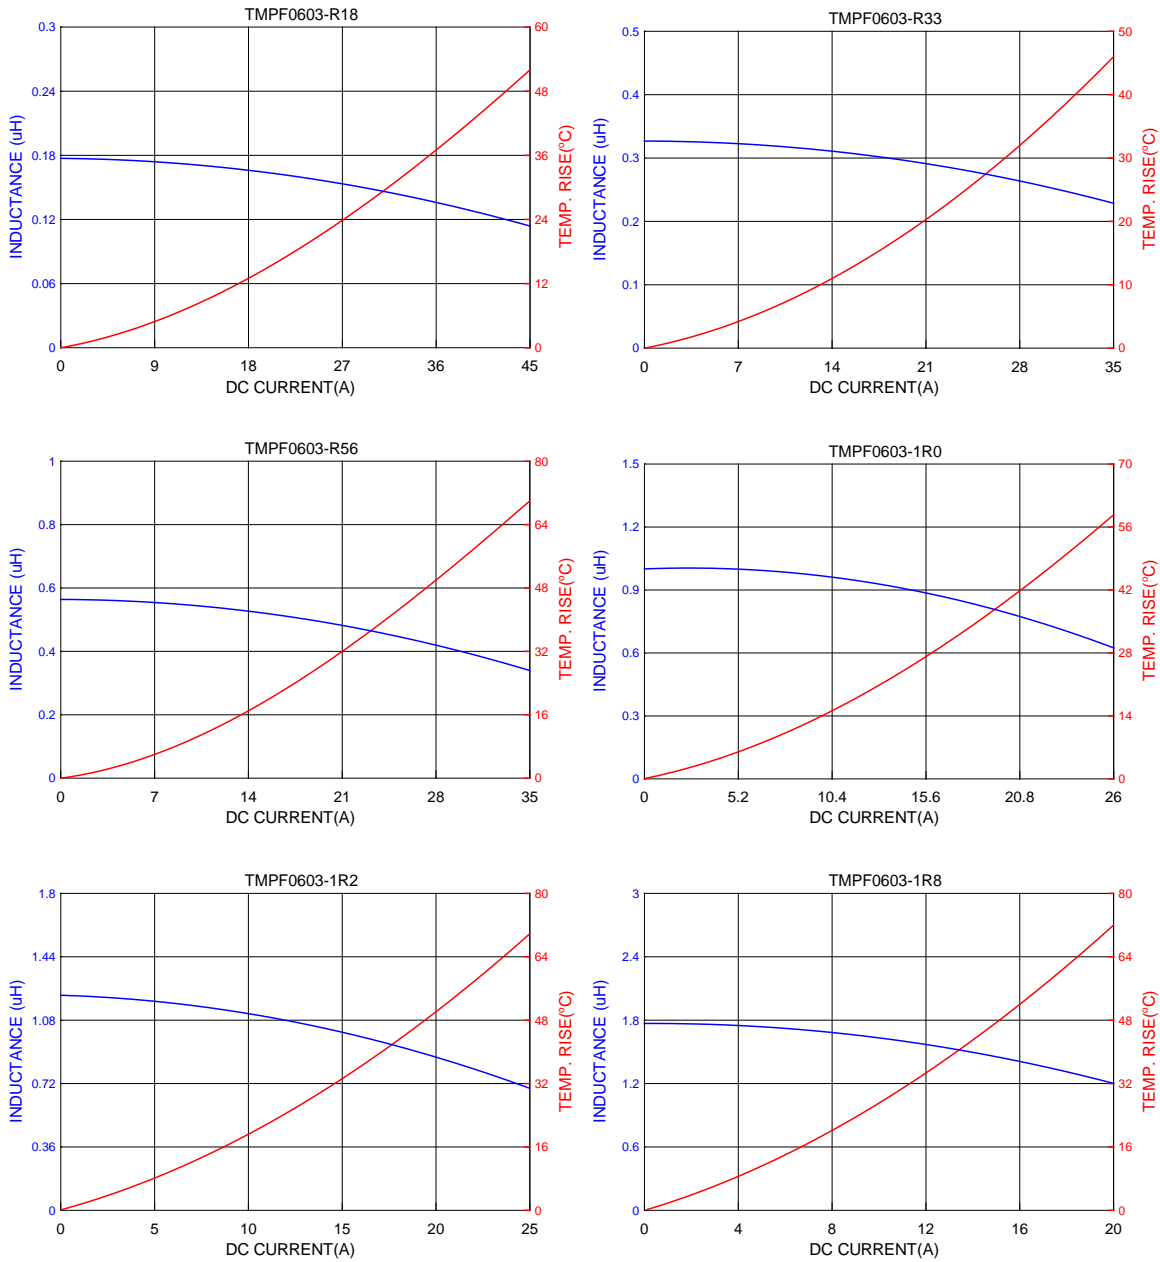 TMPF0603-R18
0.3
0.24
0.18
0.12
0.06
0
INDUCTANCE (uH)
60
48
36
24
12
0
TEMP. RISE(ºC)
0 9 18 27 36 45
DC CURRENT(A)
TMPF0603-R33
0.5
0.4
0.3
0.2
0.1
0
INDUCTANCE (uH)
50
40
30
20
10
0
TEMP. RISE(ºC)
0 7 14 21 28 35
DC CURRENT(A)
TMPF0603-R56
1
0.8
0.6
0.4
0.2
0
INDUCTANCE (uH)
80
64
48
32
16
0
TEMP. RISE(ºC)
0 7 14 21 28 35
DC CURRENT(A)
TMPF0603-1R0
1.5
1.2
0.9
0.6
0.3
0
INDUCTANCE (uH)
70
56
42
28
14
0
TEMP. RISE(ºC)
0 5.2 10.4 15.6 20.8 26
DC CURRENT(A)
TMPF0603-1R2
1.8
1.44
1.08
0.72
0.36
0
INDUCTANCE (uH)
80
64
48
32
16
0
TEMP. RISE(ºC)
0 5 10 15 20 25
DC CURRENT(A)
TMPF0603-1R8
3
2.4
1.8
1.2
0.6
0
INDUCTANCE (uH)
80
64
48
32
16
0
TEMP. RISE(ºC)
0 4 8 12 16 20
DC CURRENT(A)